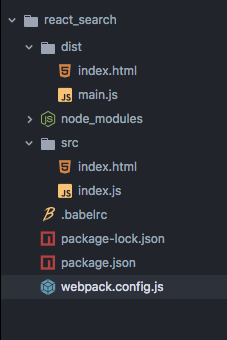 react_search
dist
index.html
main.js
node_modules
src
index.html
index.js
.babelrc
package-lock.json
package.json
webpack.config.js